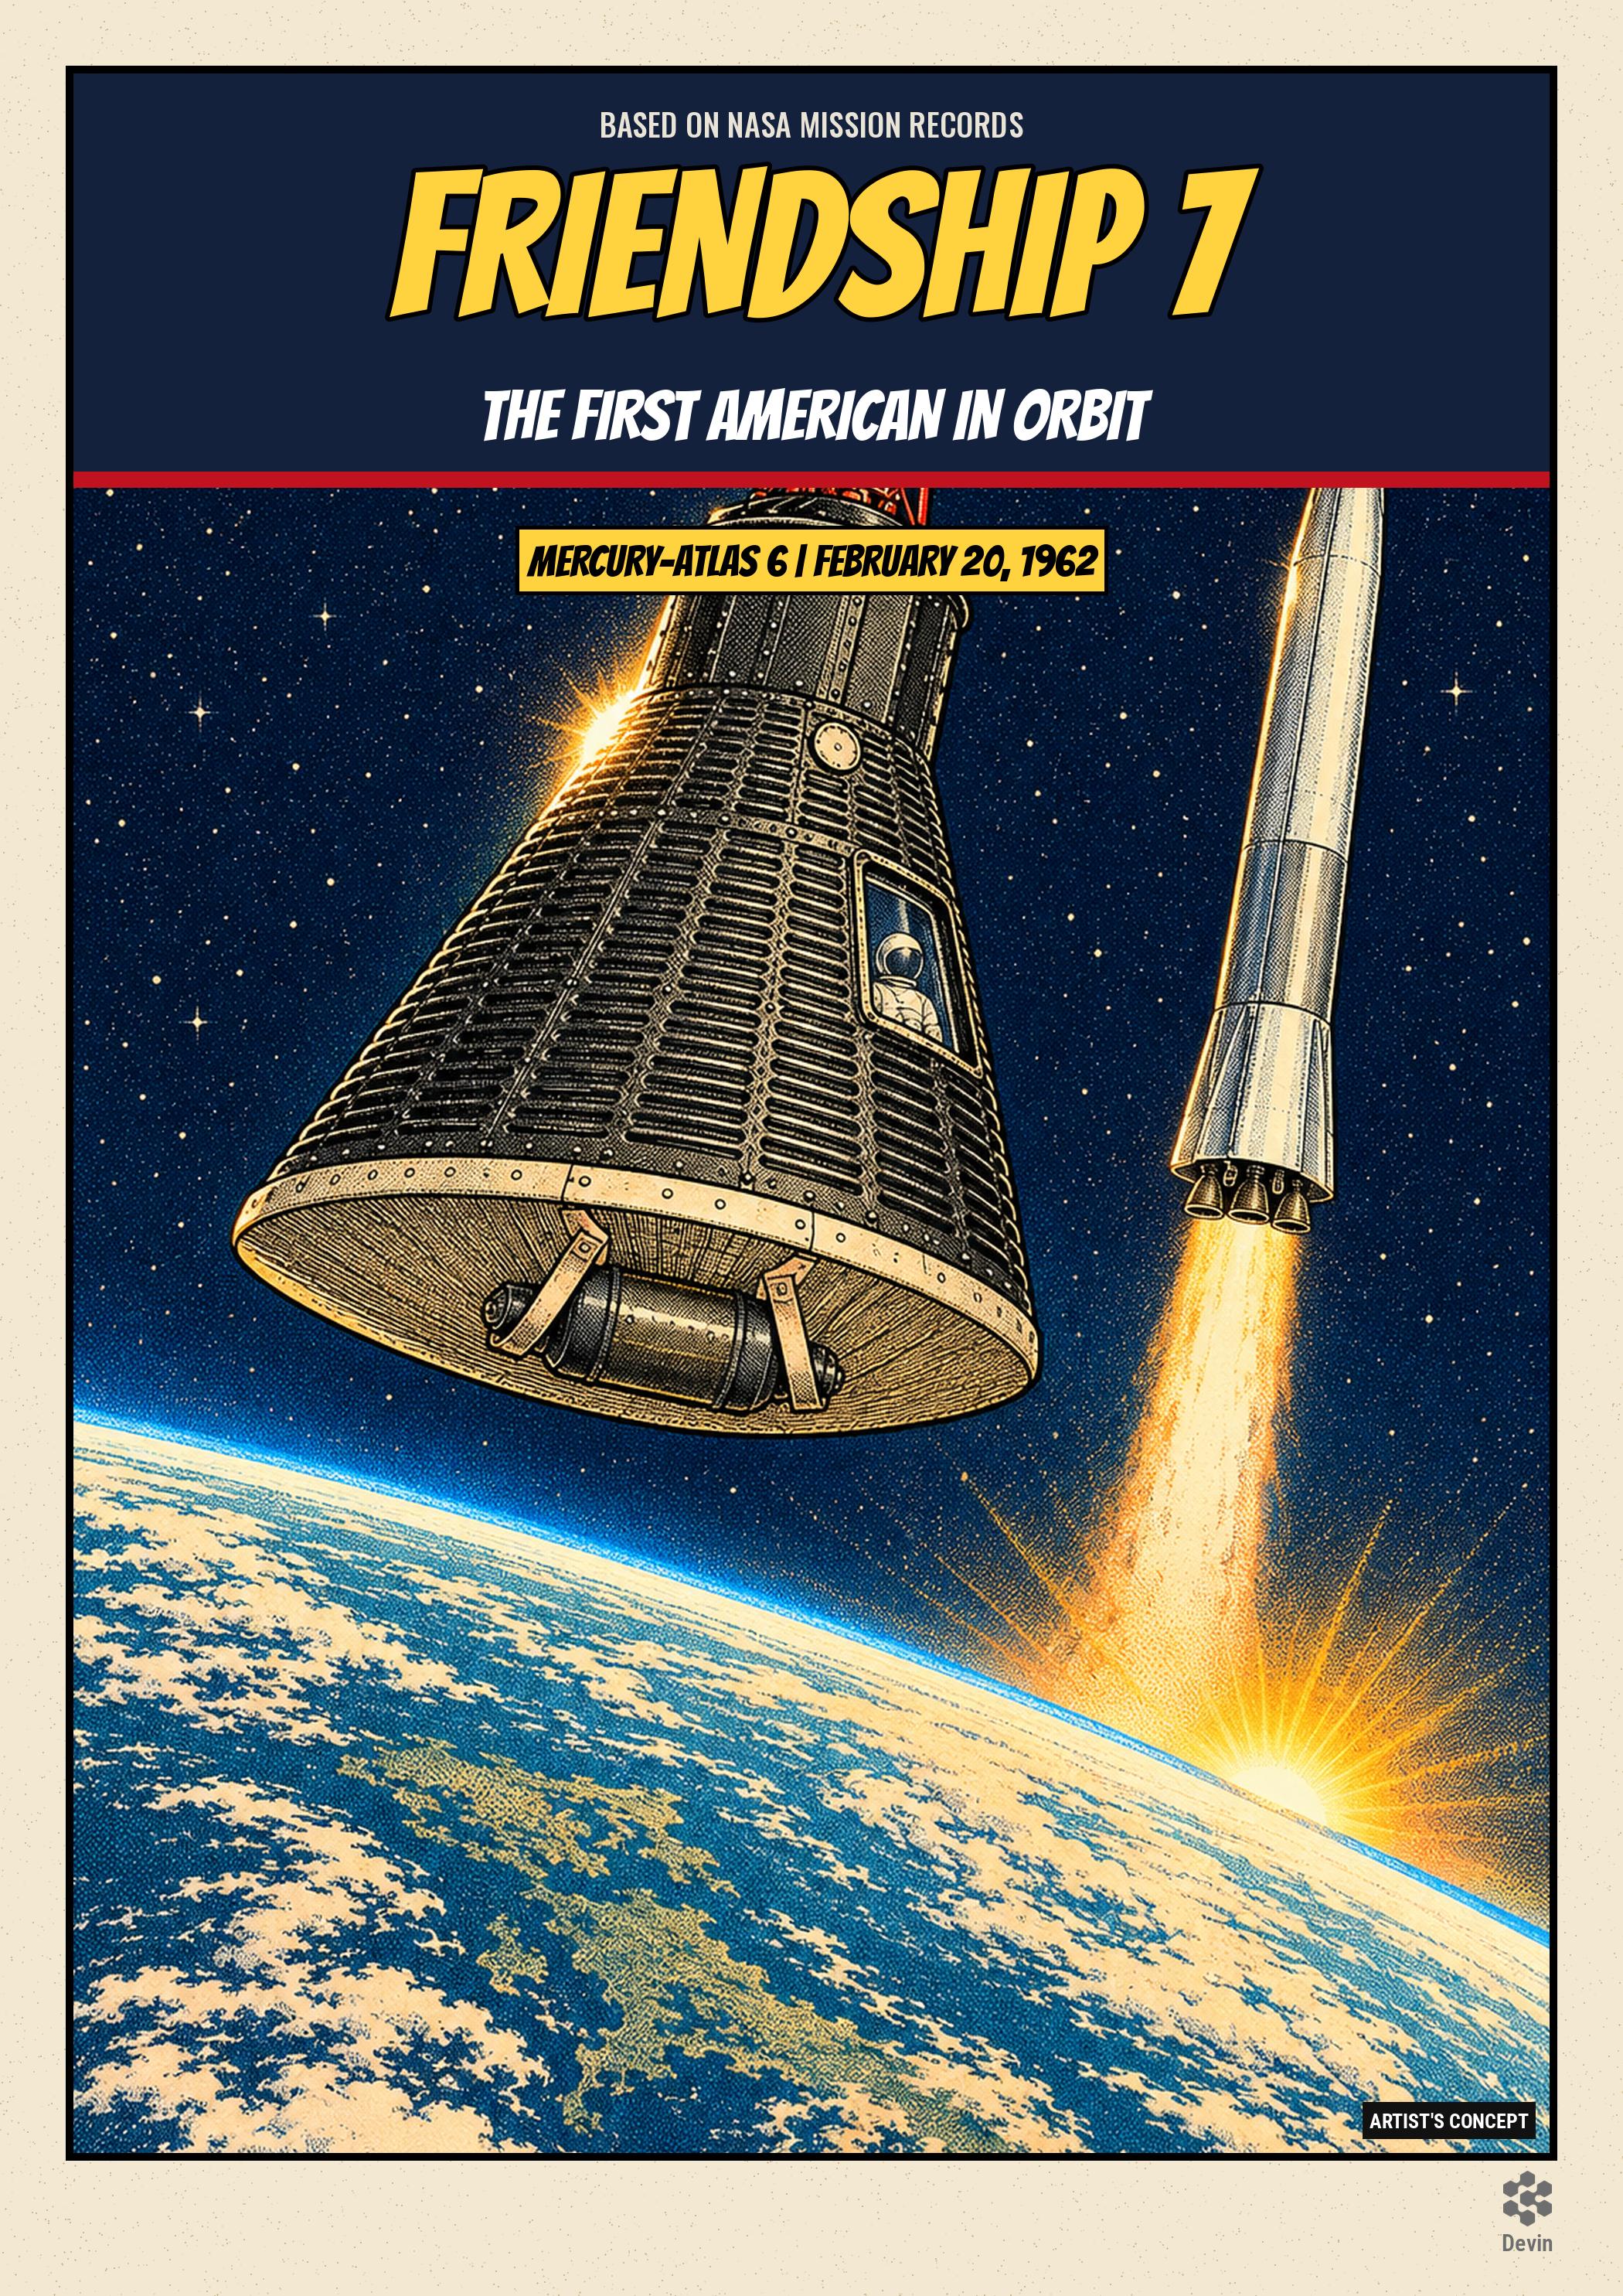 BASED ON NASA MISSION RECORDS
FRIENDSHIP 7
THE FIRST AMERICAN IN ORBIT
MERCURY-ATLAS 6 | FEBRUARY 20, 1962
ARTIST'S CONCEPT
Devin